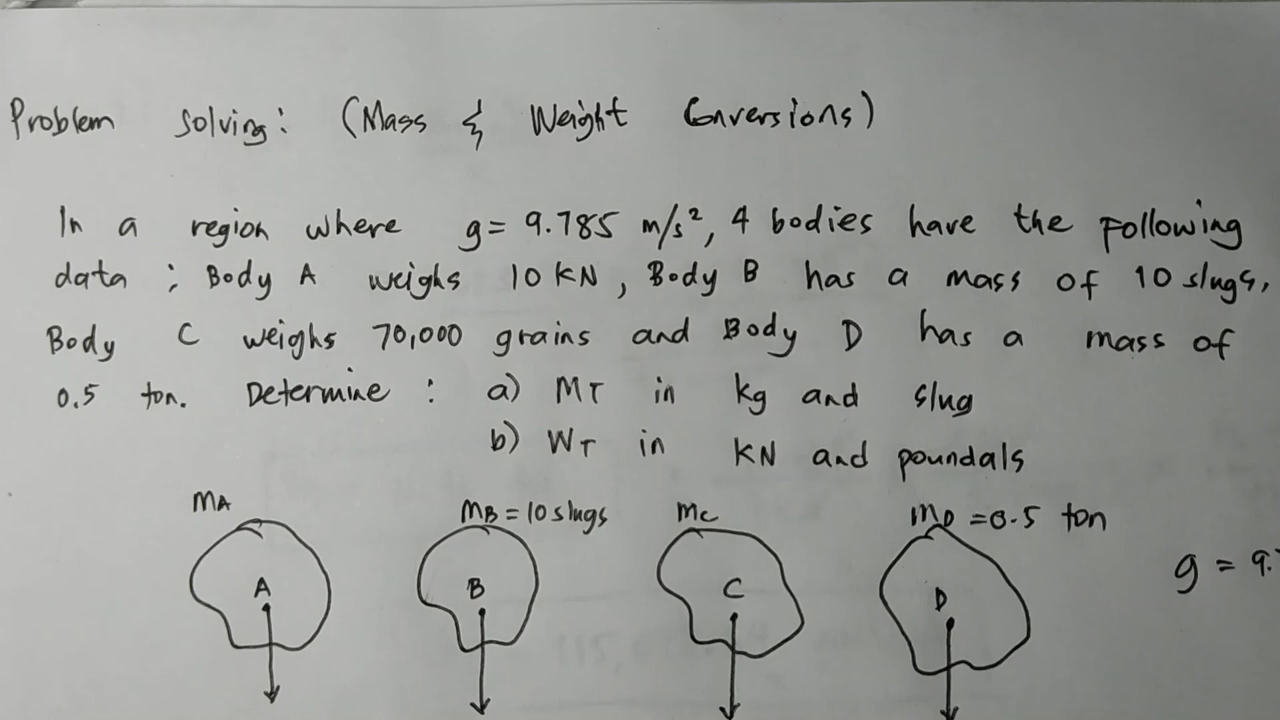 Problem Solving: (Mass & Weight Conversions)
In a region where g = 9.785 m/s², 4 bodies have the following
data ; Body A weighs 10 KN, Body B has a mass of 10 slugs,
Body C weighs 70,000 grains and Body D has a mass of
0.5 ton. Determine : a) MT in kg and slug
b) WT in KN and poundals
MA MB = 10 slugs MC MD = 0.5 ton
A B C D g = 9.